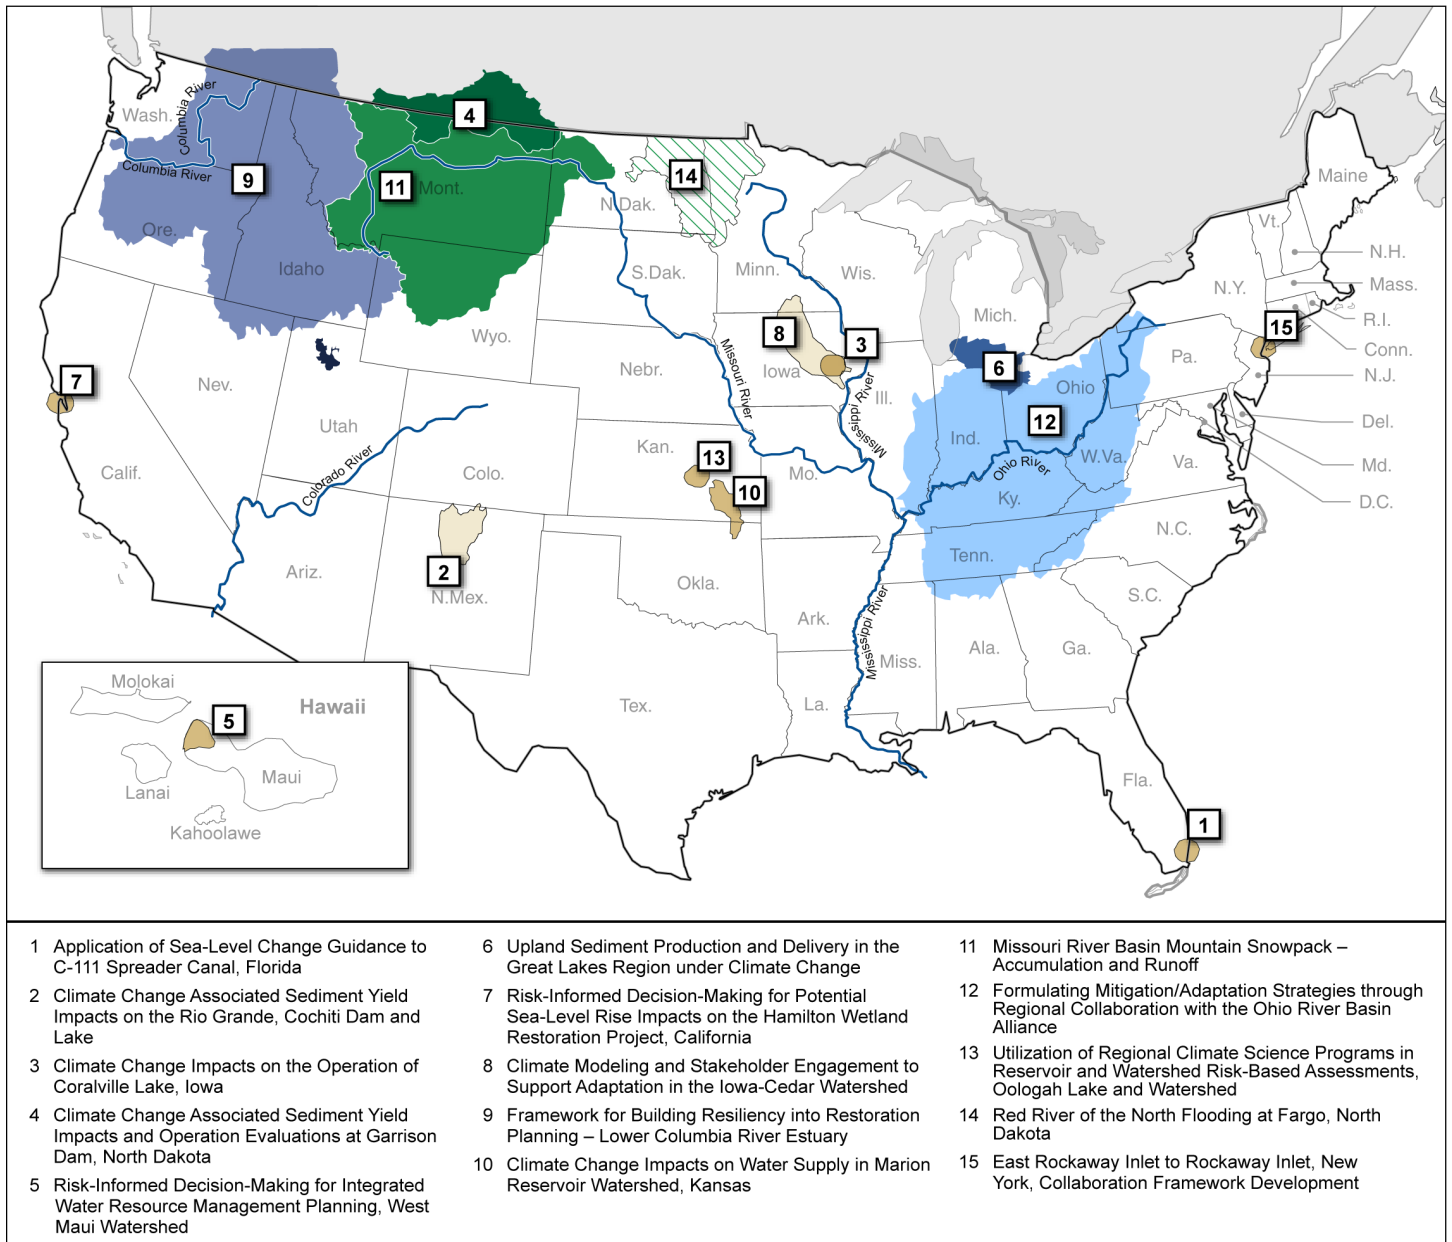 Wash.
Columbia River
Columbia River
9
Ore.
Idaho
4
11
Mont.
14
N.Dak.
S.Dak.
Minn.
Wis.
Mich.
Maine
Vt.
N.H.
N.Y.
Mass.
R.I.
15
Conn.
Pa.
N.J.
Del.
Md.
D.C.
Wyo.
Nebr.
8
Iowa
3
Missouri River
Mississippi River
Ill.
6
Ohio
12
Ind.
Ohio River
W.Va.
Va.
Ky.
N.C.
Tenn.
S.C.
7
Nev.
Utah
Calif.
Colorado River
Colo.
Kan.
13
10
Mo.
Ariz.
2
N.Mex.
Okla.
Ark.
Mississippi River
Miss.
Ala.
Ga.
Tex.
La.
Fla.
1
Molokai
Hawaii
5
Maui
Lanai
Kahoolawe
1 Application of Sea-Level Change Guidance to
C-111 Spreader Canal, Florida
2 Climate Change Associated Sediment Yield
Impacts on the Rio Grande, Cochiti Dam and
Lake
3 Climate Change Impacts on the Operation of
Coralville Lake, Iowa
4 Climate Change Associated Sediment Yield
Impacts and Operation Evaluations at Garrison
Dam, North Dakota
5 Risk-Informed Decision-Making for Integrated
Water Resource Management Planning, West
Maui Watershed
6 Upland Sediment Production and Delivery in the
Great Lakes Region under Climate Change
7 Risk-Informed Decision-Making for Potential
Sea-Level Rise Impacts on the Hamilton Wetland
Restoration Project, California
8 Climate Modeling and Stakeholder Engagement to
Support Adaptation in the Iowa-Cedar Watershed
9 Framework for Building Resiliency into Restoration
Planning – Lower Columbia River Estuary
10 Climate Change Impacts on Water Supply in Marion
Reservoir Watershed, Kansas
11 Missouri River Basin Mountain Snowpack –
Accumulation and Runoff
12 Formulating Mitigation/Adaptation Strategies through
Regional Collaboration with the Ohio River Basin
Alliance
13 Utilization of Regional Climate Science Programs in
Reservoir and Watershed Risk-Based Assessments,
Oologah Lake and Watershed
14 Red River of the North Flooding at Fargo, North
Dakota
15 East Rockaway Inlet to Rockaway Inlet, New
York, Collaboration Framework Development